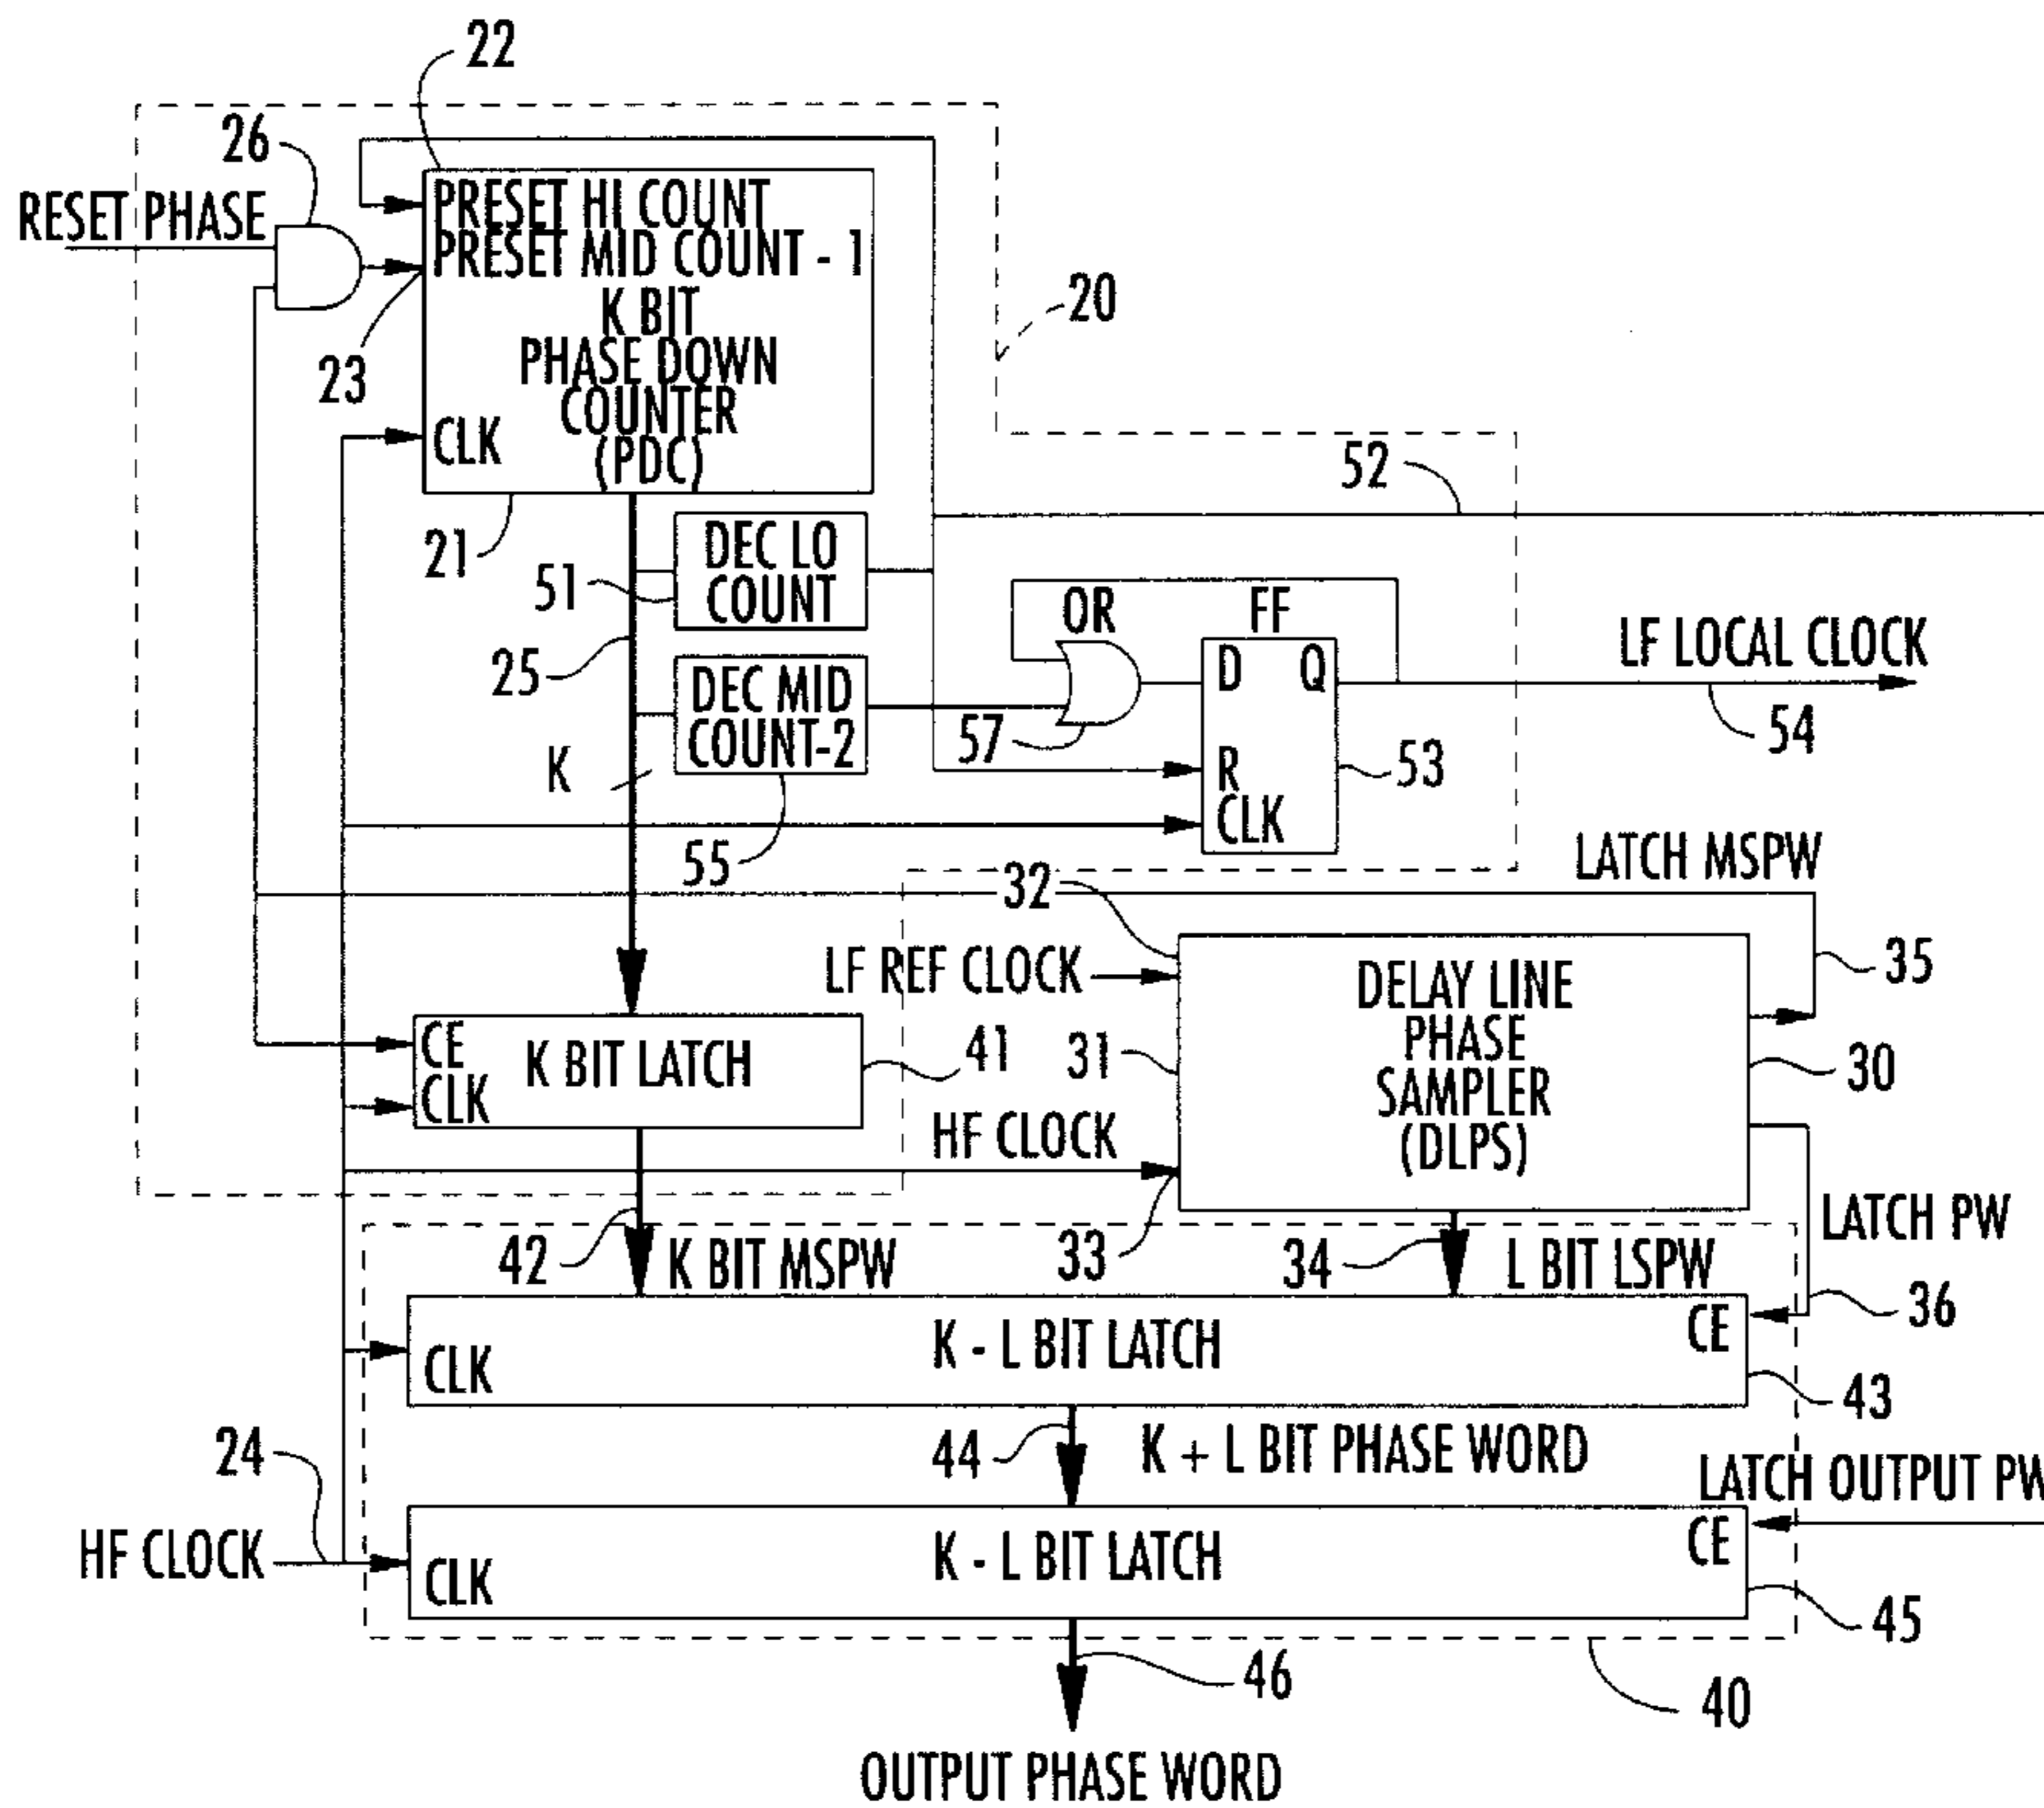 22
26
RESET PHASE
PRESET HI COUNT
PRESET MID COUNT - 1
K BIT
PHASE DOWN
COUNTER
(PDC)
CLK
23
20
21
52
51
DEC LO
COUNT
25
DEC MID
COUNT-2
OR
FF
57
D
Q
R
CLK
53
LF LOCAL CLOCK
54
K
55
LATCH MSPW
32
LF REF CLOCK
DELAY LINE
PHASE
SAMPLER
(DLPS)
35
31
30
CE
CLK
K BIT LATCH
41
HF CLOCK
33
42
K BIT MSPW
34
L BIT LSPW
LATCH PW
36
CLK
K - L BIT LATCH
CE
43
24
44
K + L BIT PHASE WORD
LATCH OUTPUT PW
HF CLOCK
CLK
K - L BIT LATCH
CE
45
46
40
OUTPUT PHASE WORD